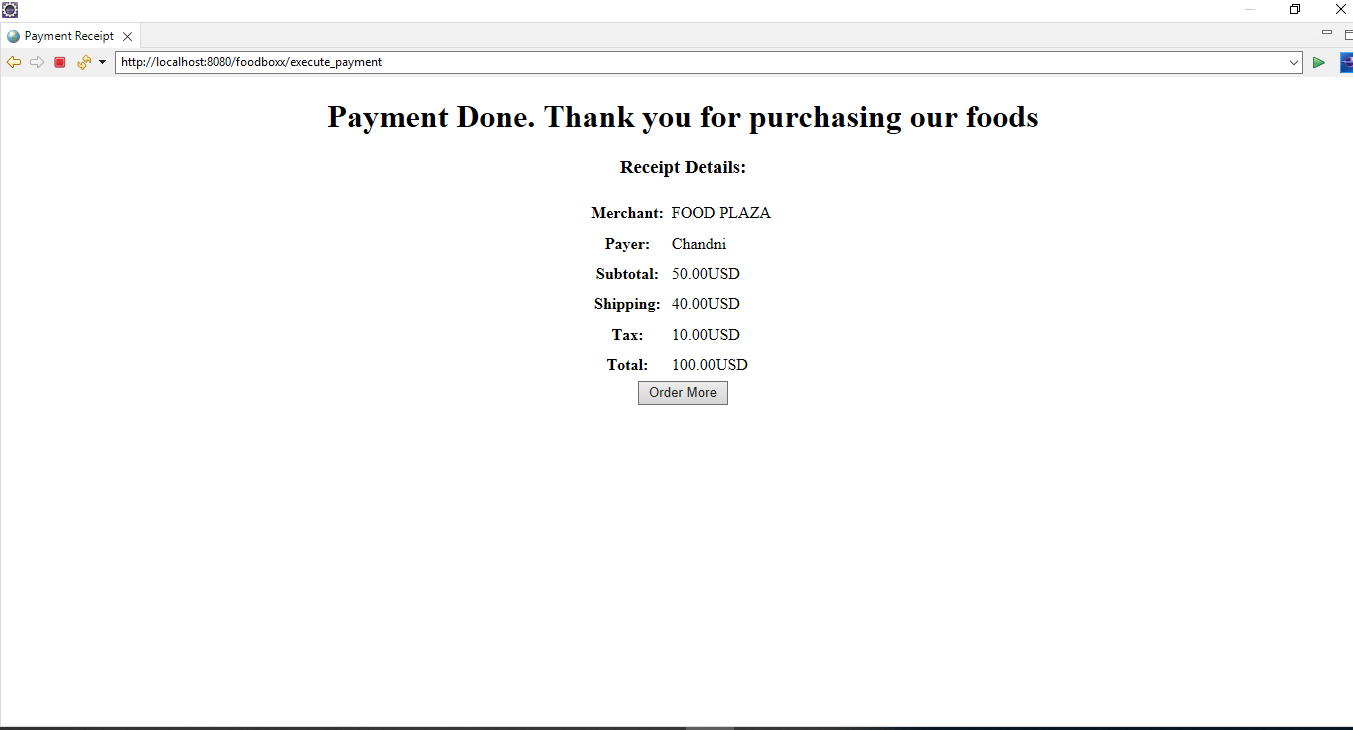 Payment Receipt
http://localhost:8080/foodboxx/execute_payment
Payment Done. Thank you for purchasing our foods
Receipt Details:
Merchant: FOOD PLAZA
Payer: Chandni
Subtotal: 50.00USD
Shipping: 40.00USD
Tax: 10.00USD
Total: 100.00USD
Order More